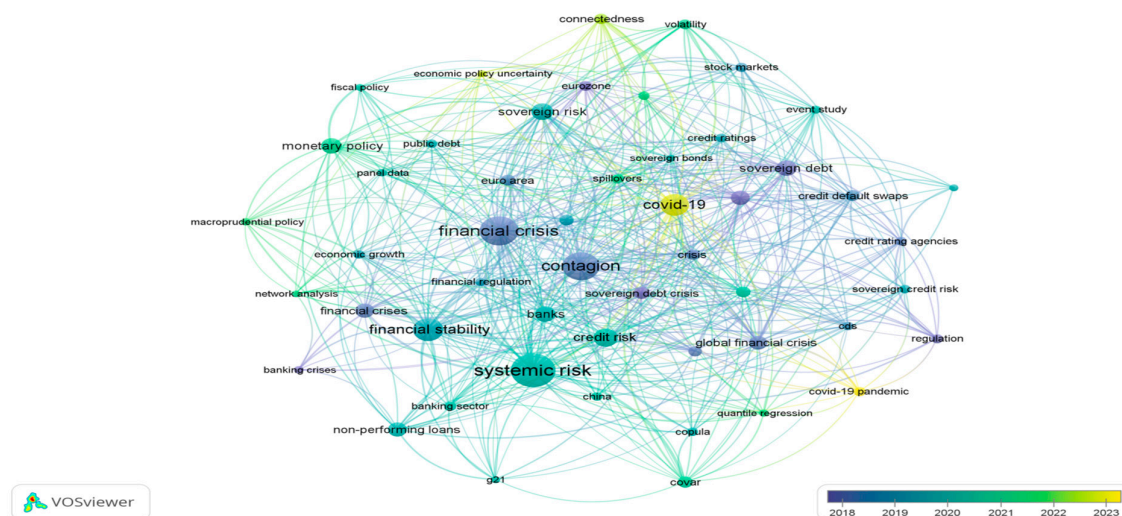 connectedness
volatility
stock markets
economic policy uncertainty
eurozone
fiscal policy
sovereign risk
event study
credit ratings
monetary policy
public debt
sovereign bonds
panel data
euro area
spillovers
sovereign debt
credit default swaps
covid-19
macroprudential policy
financial crisis
credit rating agencies
economic growth
crisis
contagion
financial regulation
network analysis
sovereign debt crisis
sovereign credit risk
financial crises
banks
financial stability
cds
credit risk
global financial crisis
regulation
banking crises
systemic risk
covid-19 pandemic
china
banking sector
quantile regression
non-performing loans
copula
g21
covar
VOSviewer
2018 2019 2020 2021 2022 2023